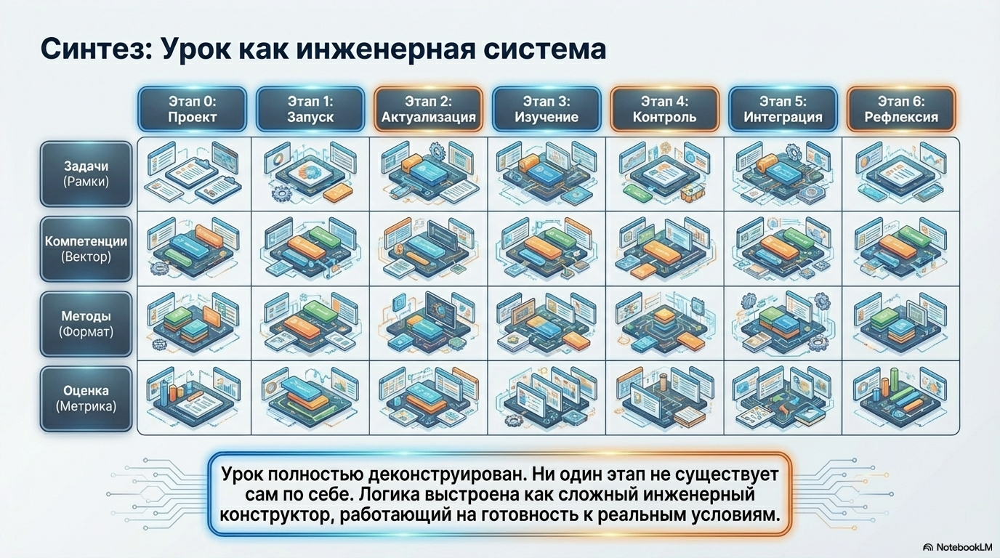 Синтез: Урок как инженерная система
Этап 0:
Проект
Этап 1:
Запуск
Этап 2:
Актуализация
Этап 3:
Изучение
Этап 4:
Контроль
Этап 5:
Интеграция
Этап 6:
Рефлексия
Задачи
(Рамки)
Компетенции
(Вектор)
Методы
(Формат)
Оценка
(Метрика)
Урок полностью деконструирован. Ни один этап не существует
сам по себе. Логика выстроена как сложный инженерный
конструктор, работающий на готовность к реальным условиям.
NotebookLM